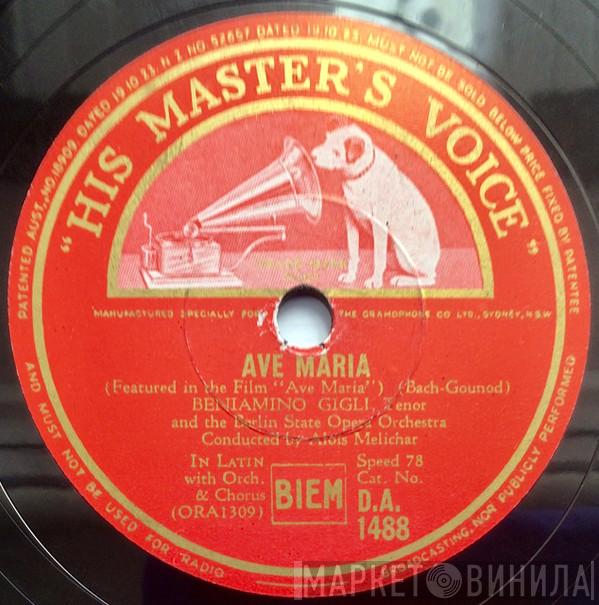 PATENTED AUST. NO. 18909. DATED 19.10.23. N.Z. NO. 52657 DATED 19.10.23. MUST NOT BE SOLD BELOW PRICE FIXED BY PATENTEE
"HIS MASTER'S VOICE"
TRADE MARK
MANUFACTURED SPECIALLY FOR THE GRAMOPHONE CO LTD., SYDNEY, N.S.W
AVE MARIA
(Featured in the Film "Ave Maria") (Bach-Gounod)
BENIAMINO GIGLI, Tenor
and the Berlin State Opera Orchestra
Conducted by Alois Melichar
IN LATIN
with Orch.
& Chorus
(ORA1309)
BIEM
Speed 78
Cat. No.
D.A.
1488
AND MUST NOT BE USED FOR RADIO BROADCASTING, NOR PUBLICLY PERFORMED
МАРКЕТ ВИНИЛА